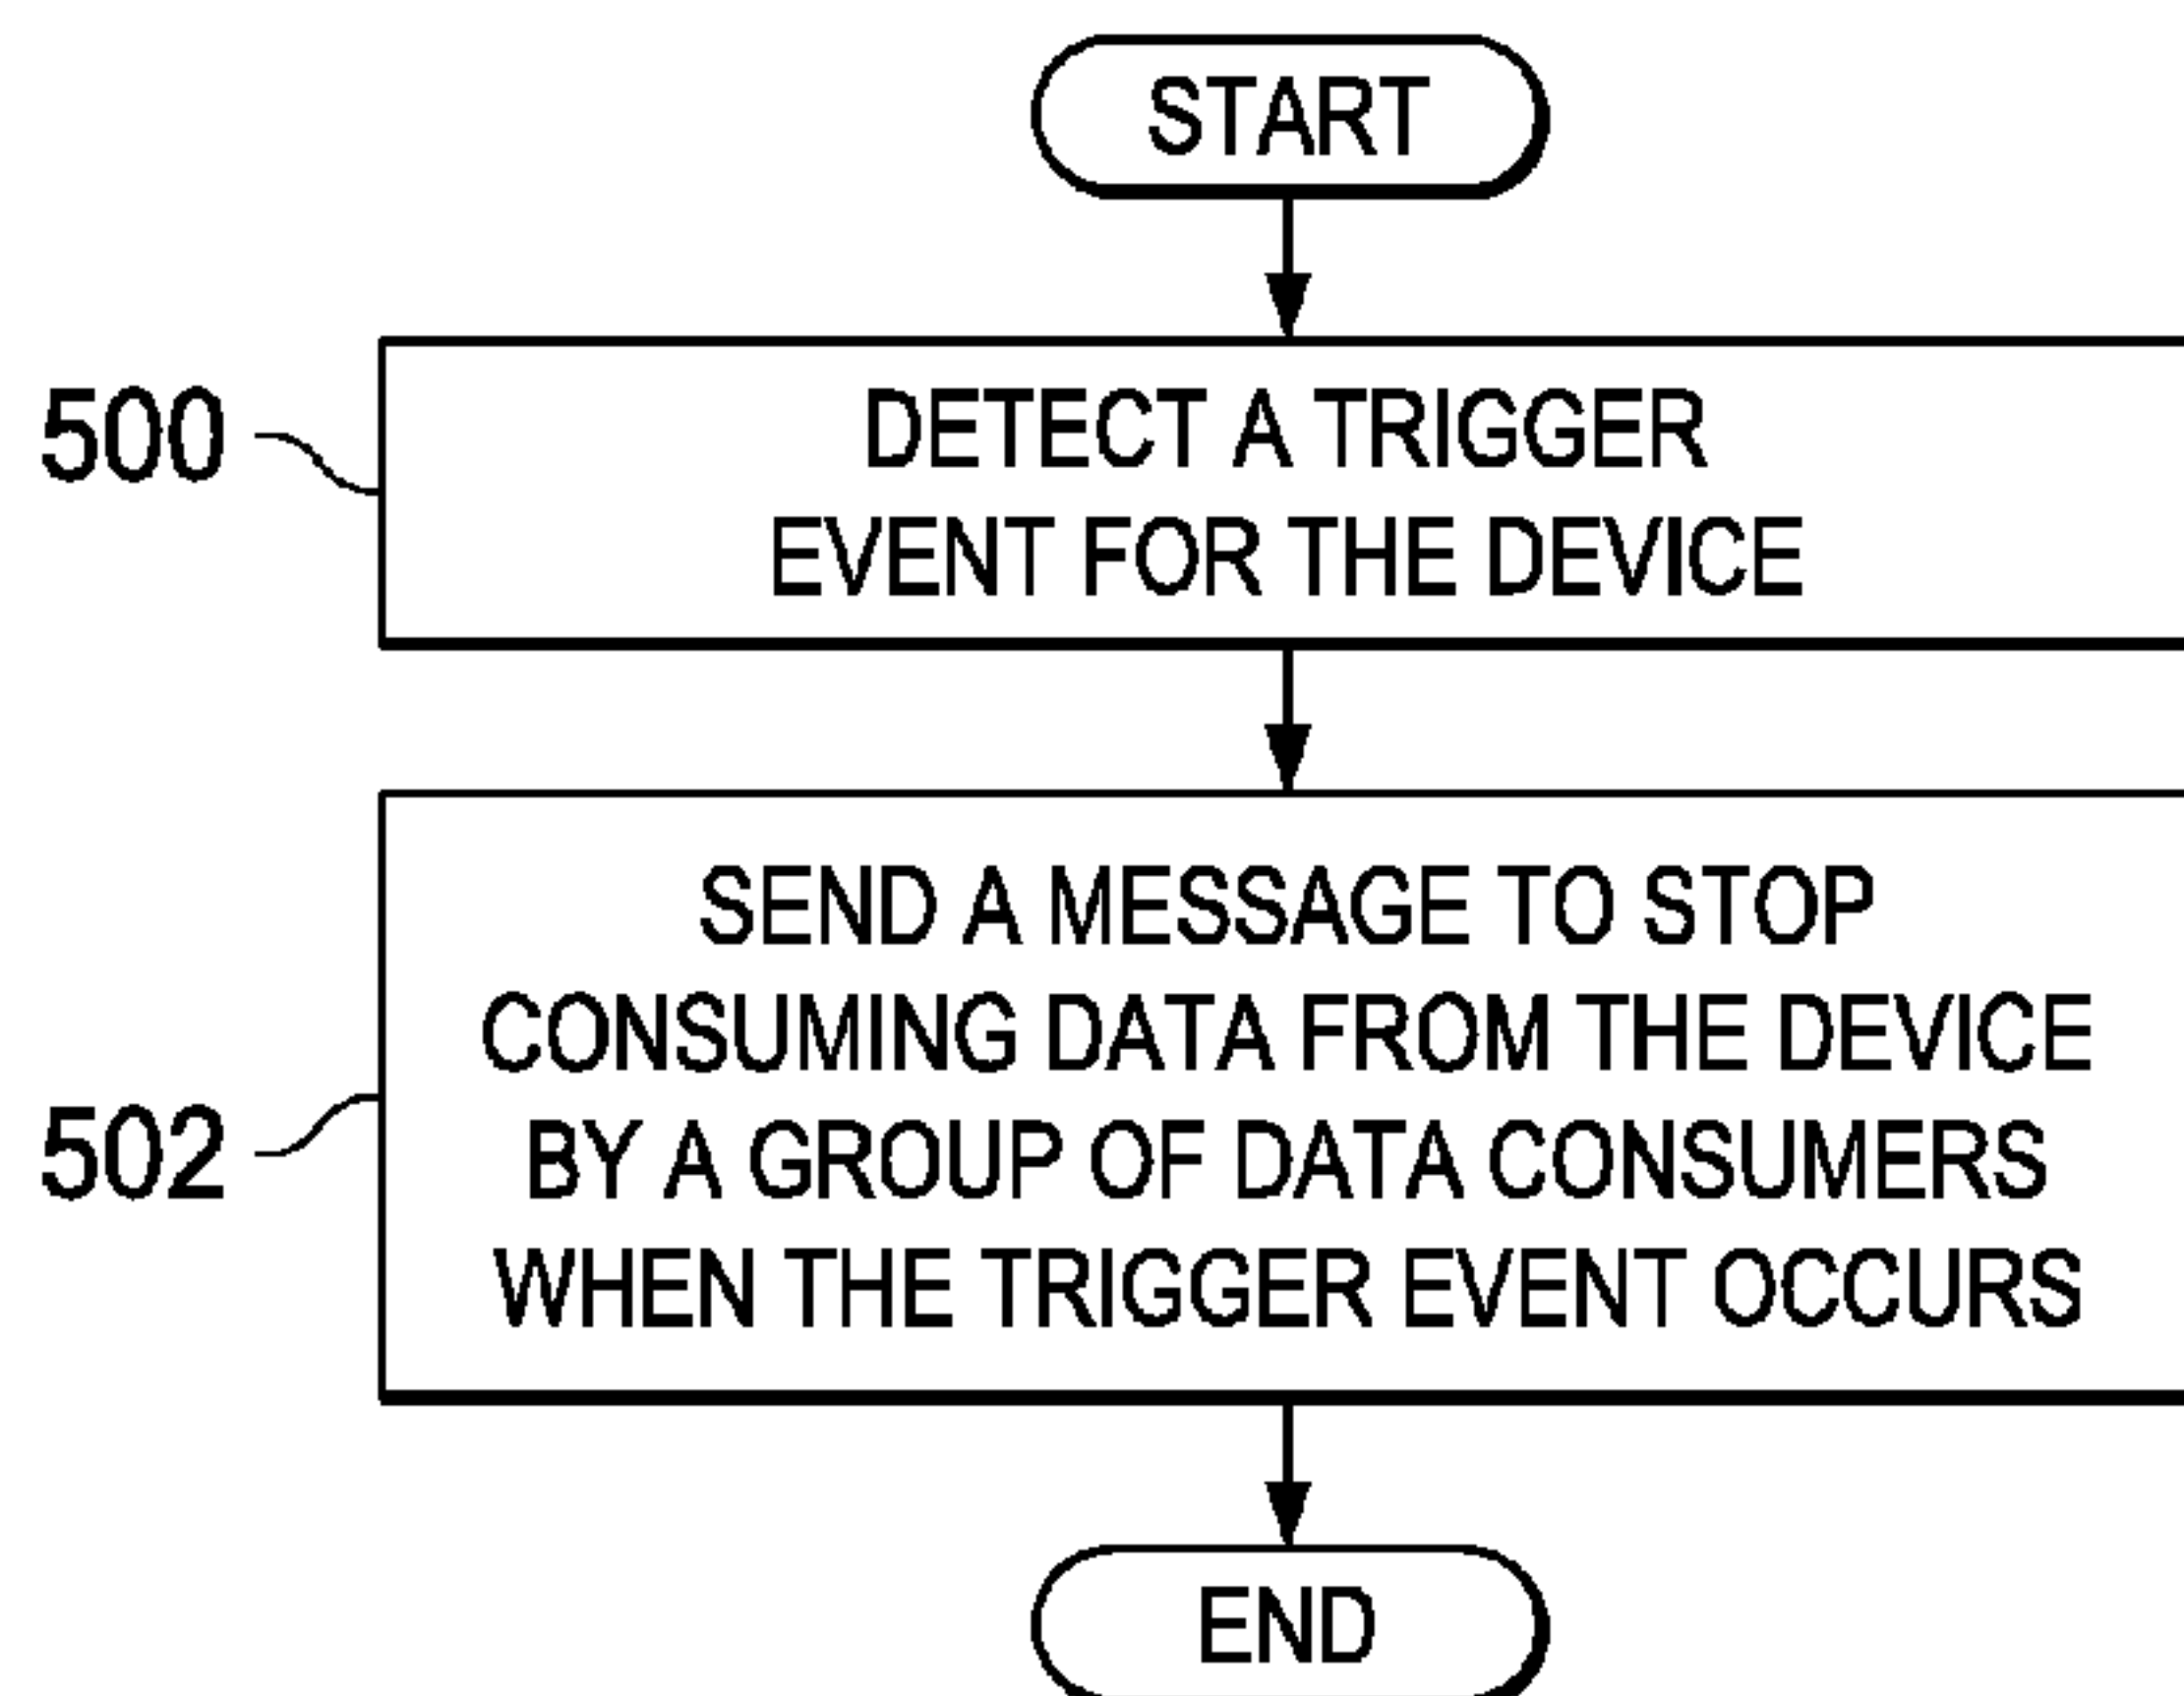 START
500
DETECT A TRIGGER
EVENT FOR THE DEVICE
502
SEND A MESSAGE TO STOP
CONSUMING DATA FROM THE DEVICE
BY A GROUP OF DATA CONSUMERS
WHEN THE TRIGGER EVENT OCCURS
END